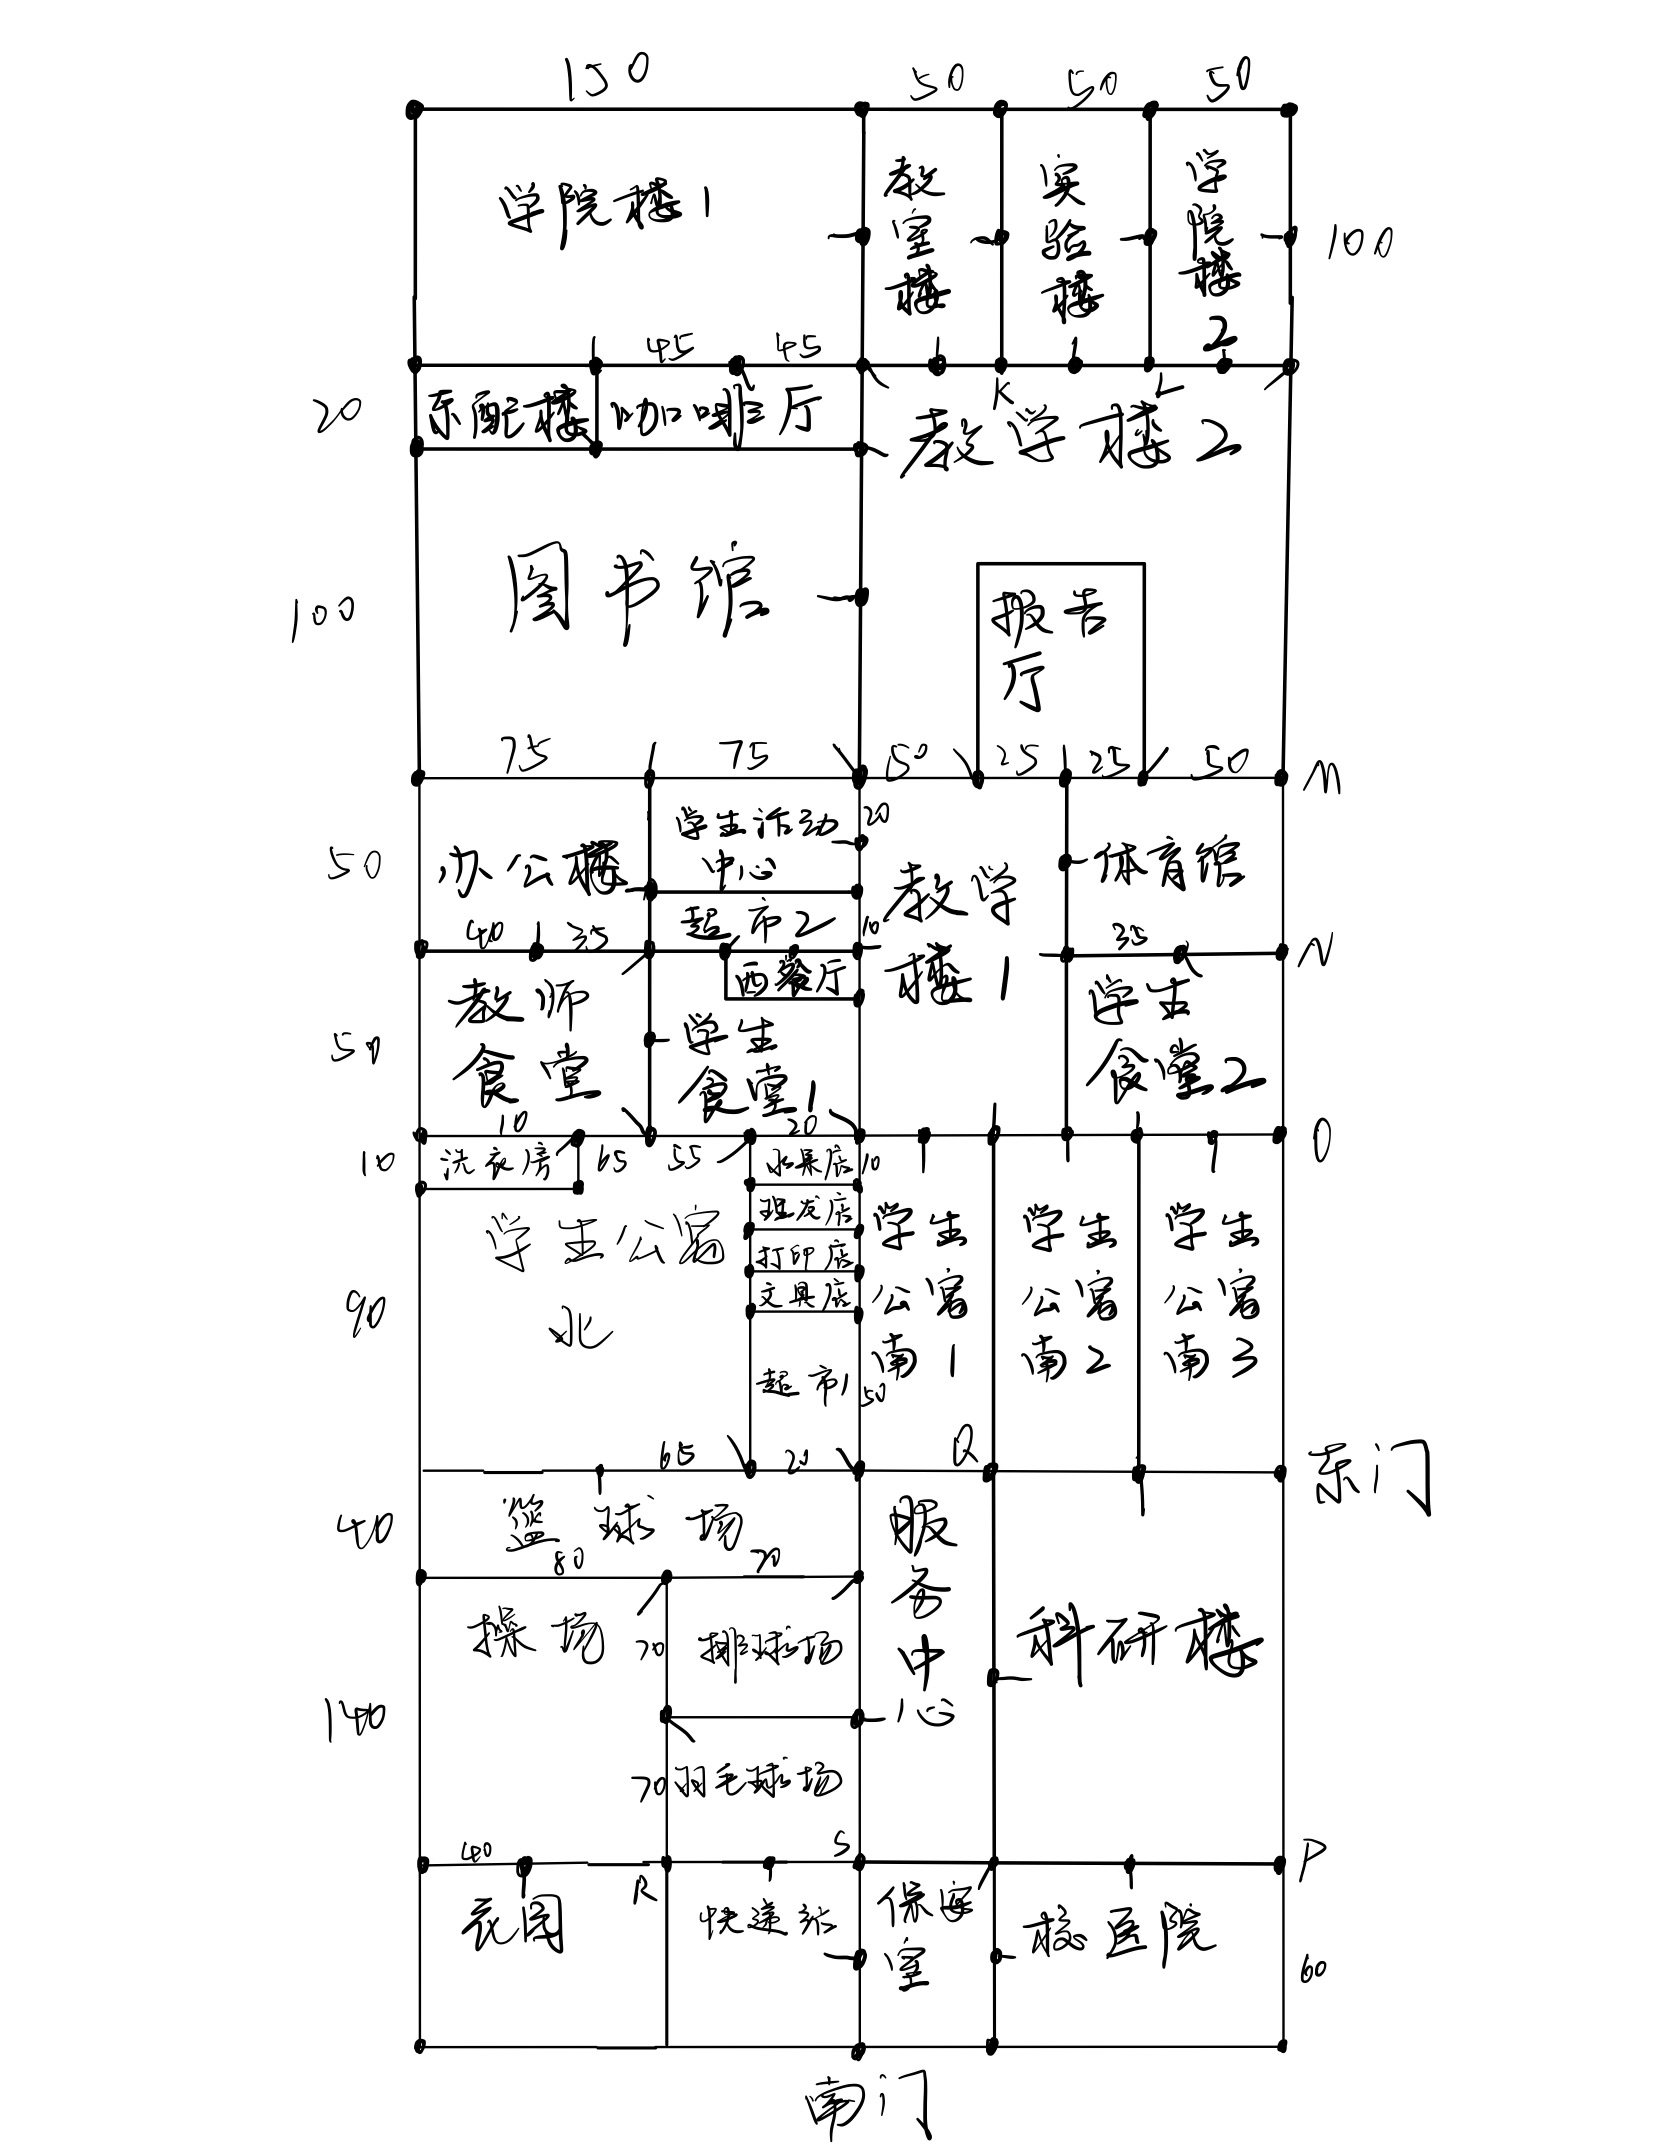 150 50 50 50
学院楼1
教室楼
实验楼
学院楼2
100
45 45
20
东配楼
咖啡厅
K L
教学楼2
图书馆
100
报告厅
75 75 50 25 25 50 M
学生活动中心
20
50
办公楼
教学楼1
体育馆
超市2
10
40 35
35
N
西餐厅
教师食堂
学生食堂1
学生食堂2
50
10 20 O
10
洗衣房
65 55
水果店
10
理发店
学生公寓北
打印店
文具店
学生公寓南1
学生公寓南2
学生公寓南3
90
超市1
50
65 20 Q
东门
40
篮球场
服务中心
80 70
操场
70
排球场
科研楼
140
70
羽毛球场
40 S P
R
花园
快递站
保安室
校医院
60
南门